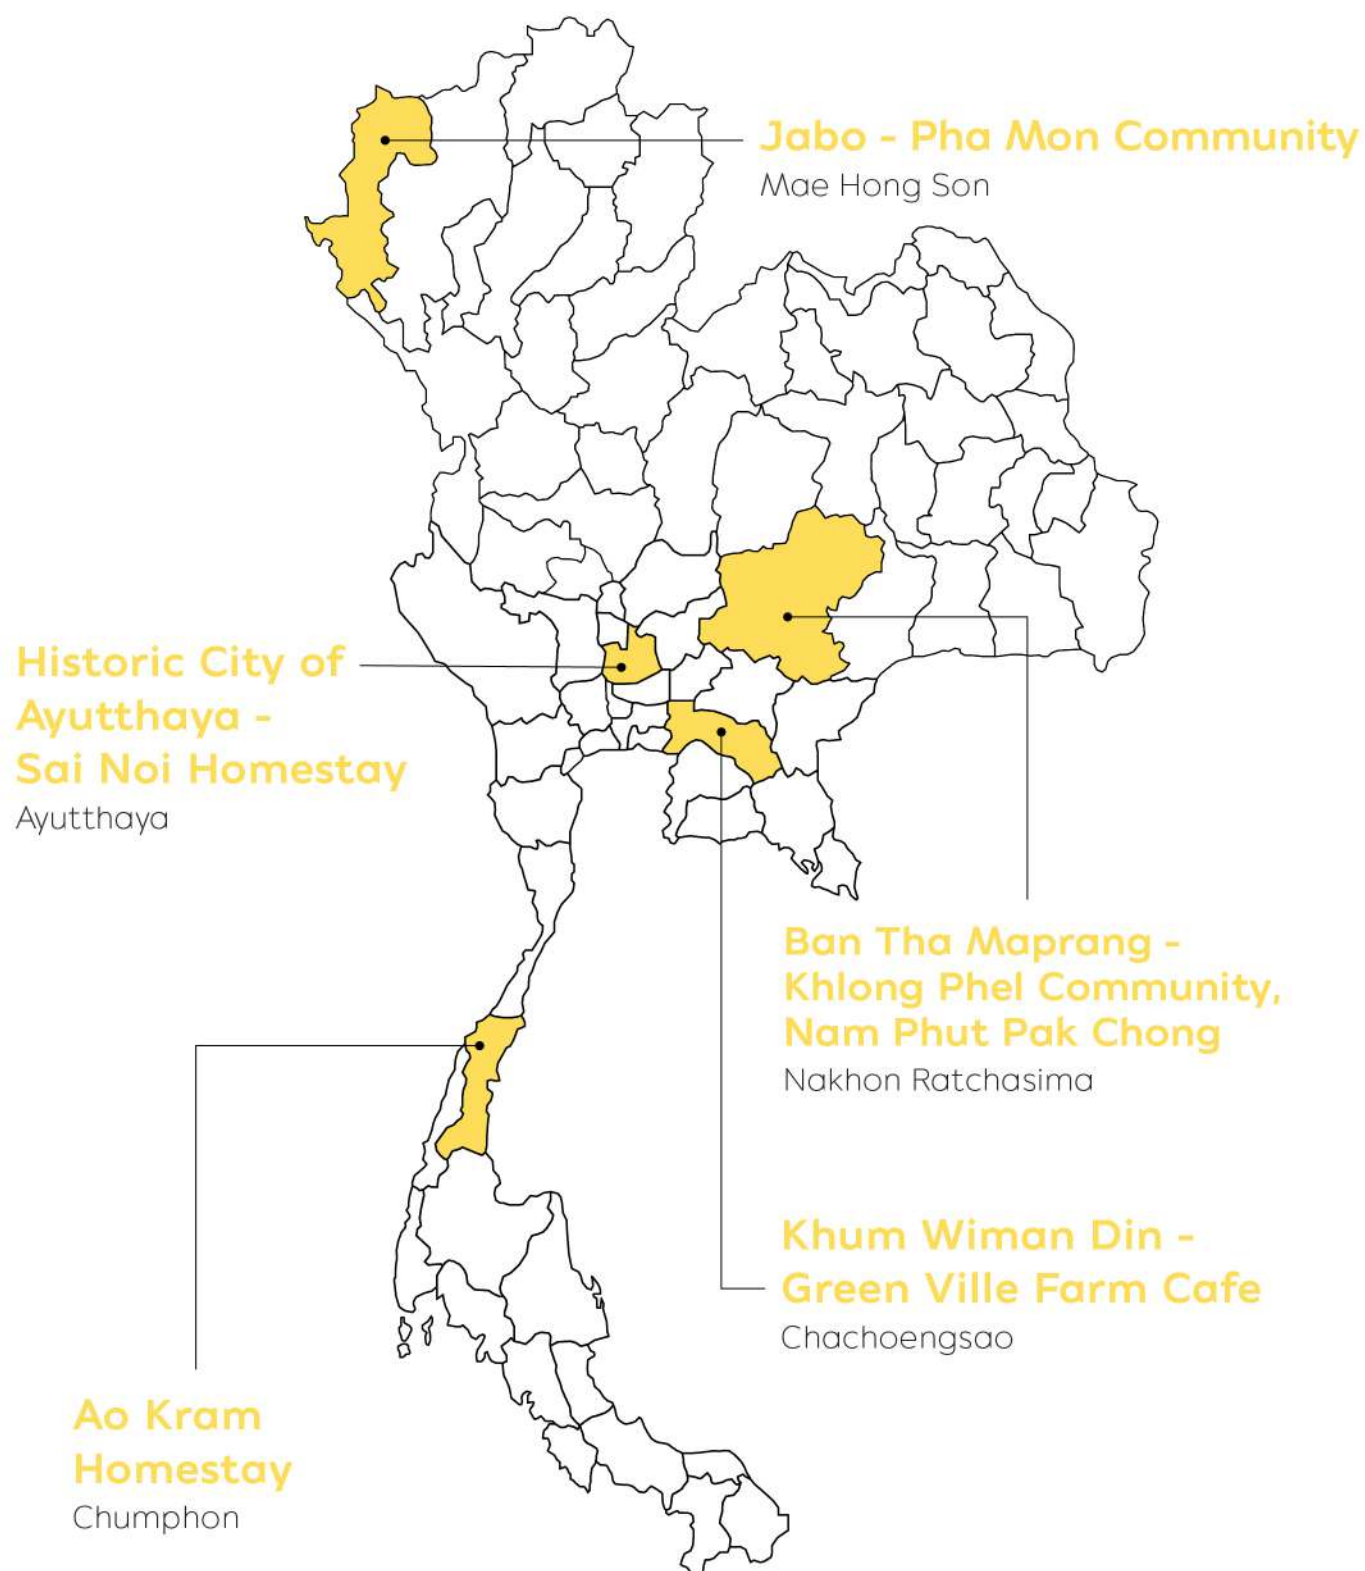 Jabo - Pha Mon Community
Mae Hong Son
Historic City of
Ayutthaya -
Sai Noi Homestay
Ayutthaya
Ban Tha Maprang -
Khlong Phel Community,
Nam Phut Pak Chong
Nakhon Ratchasima
Khum Wiman Din -
Green Ville Farm Cafe
Chachoengsao
Ao Kram
Homestay
Chumphon